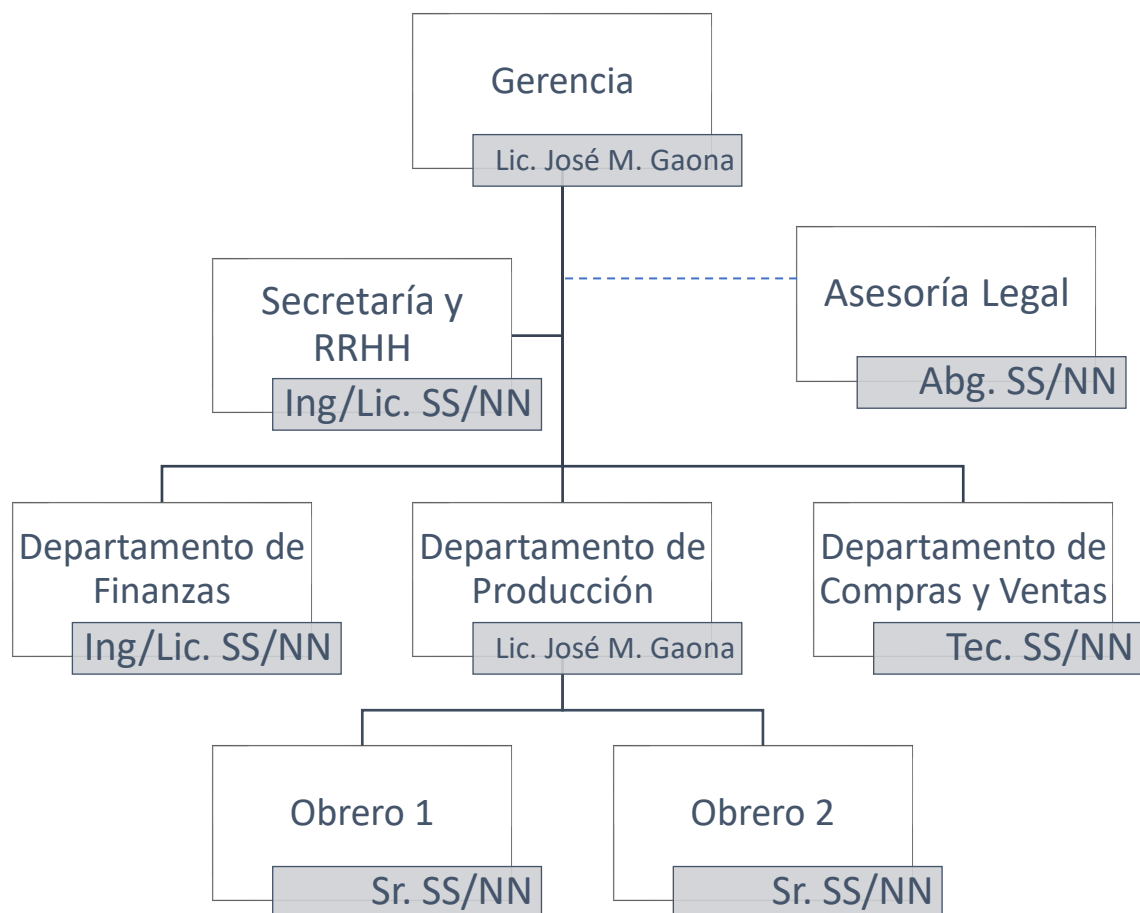 Gerencia
Lic. José M. Gaona
Secretaría y
RRHH
Ing/Lic. SS/NN
Asesoría Legal
Abg. SS/NN
Departamento de
Finanzas
Ing/Lic. SS/NN
Departamento de
Producción
Lic. José M. Gaona
Departamento de
Compras y Ventas
Tec. SS/NN
Obrero 1
Sr. SS/NN
Obrero 2
Sr. SS/NN